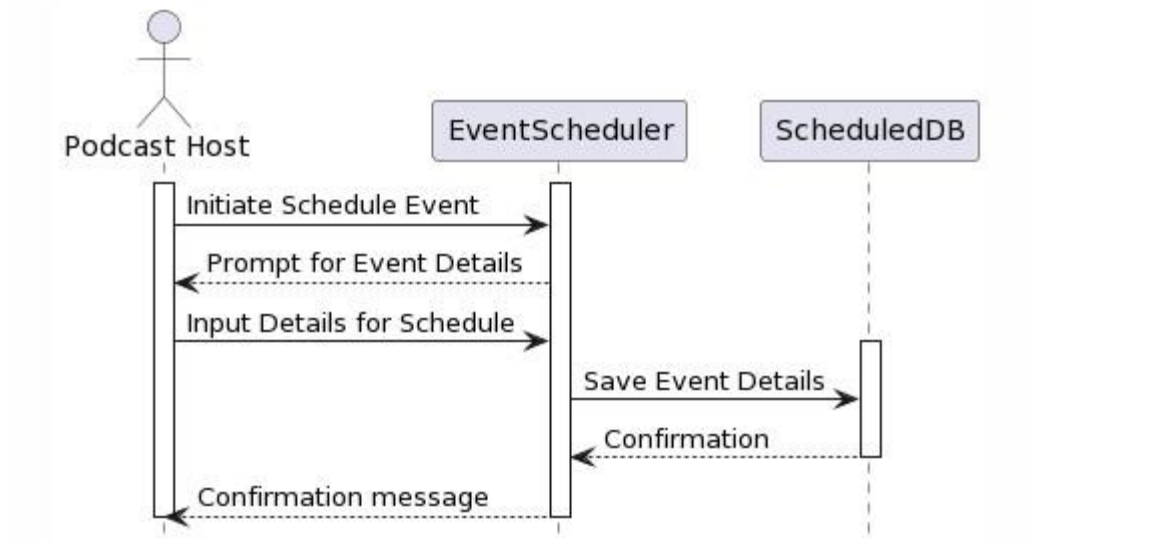 Podcast Host
EventScheduler
ScheduledDB
Initiate Schedule Event
Prompt for Event Details
Input Details for Schedule
Save Event Details
Confirmation
Confirmation message